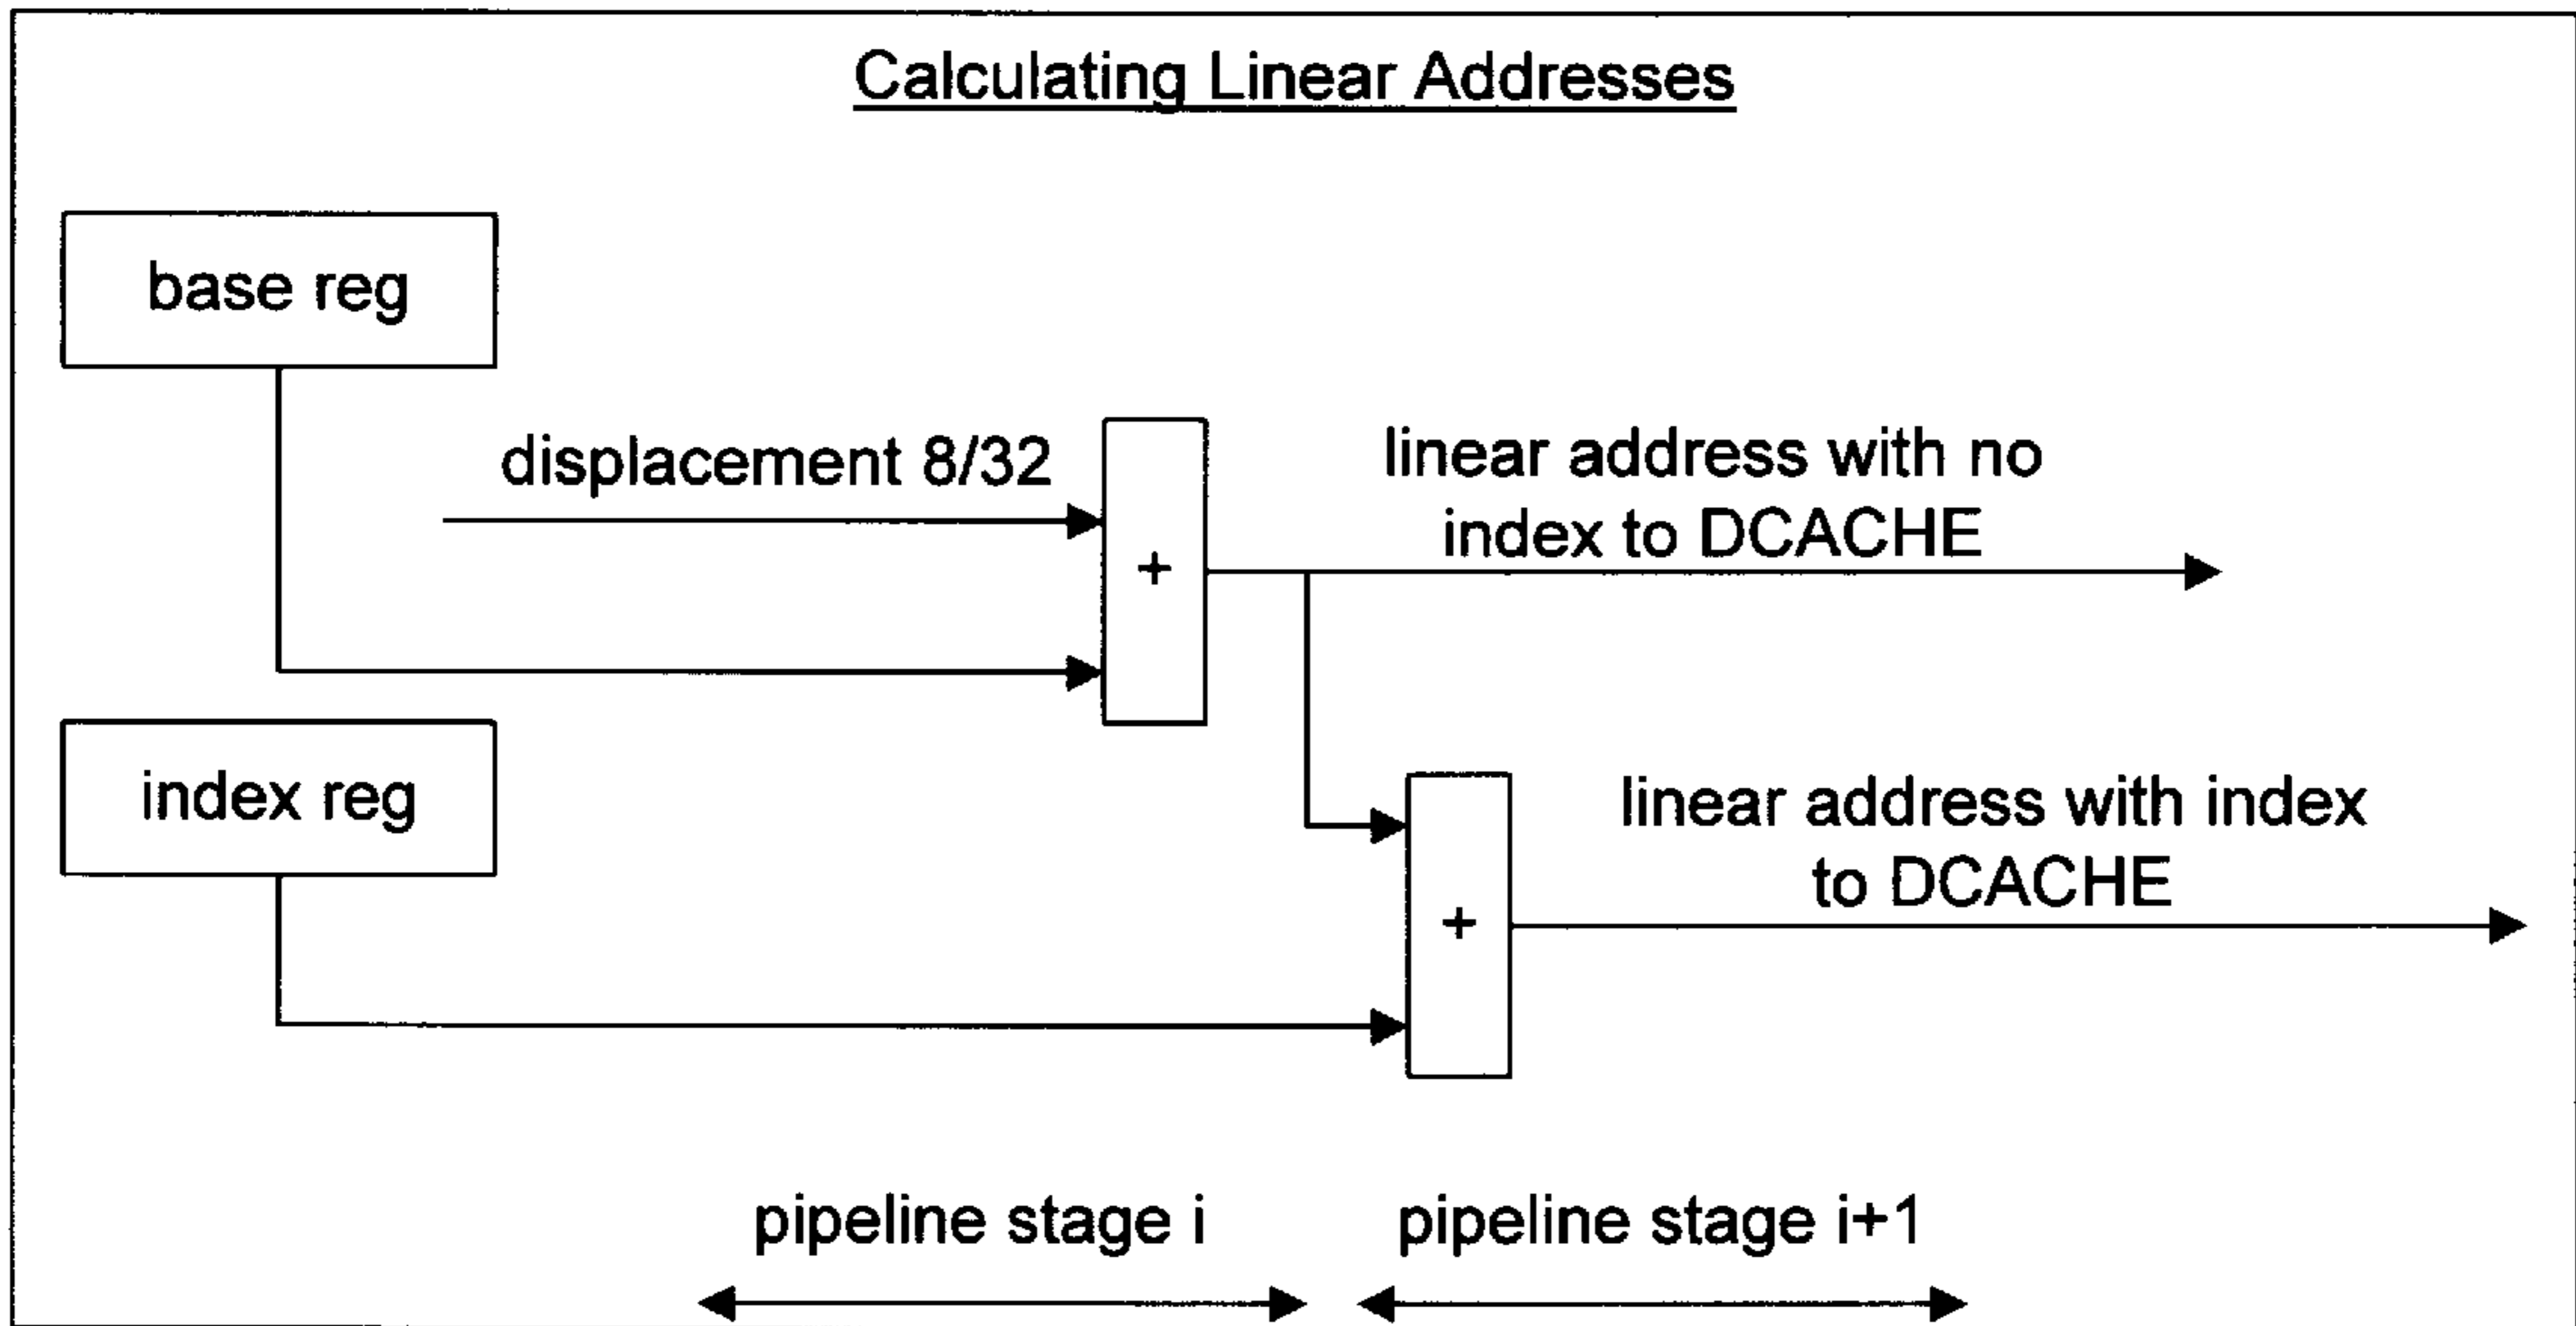 Calculating Linear Addresses
base reg
displacement 8/32
linear address with no
index to DCACHE
+
index reg
linear address with index
to DCACHE
+
pipeline stage i
pipeline stage i+1